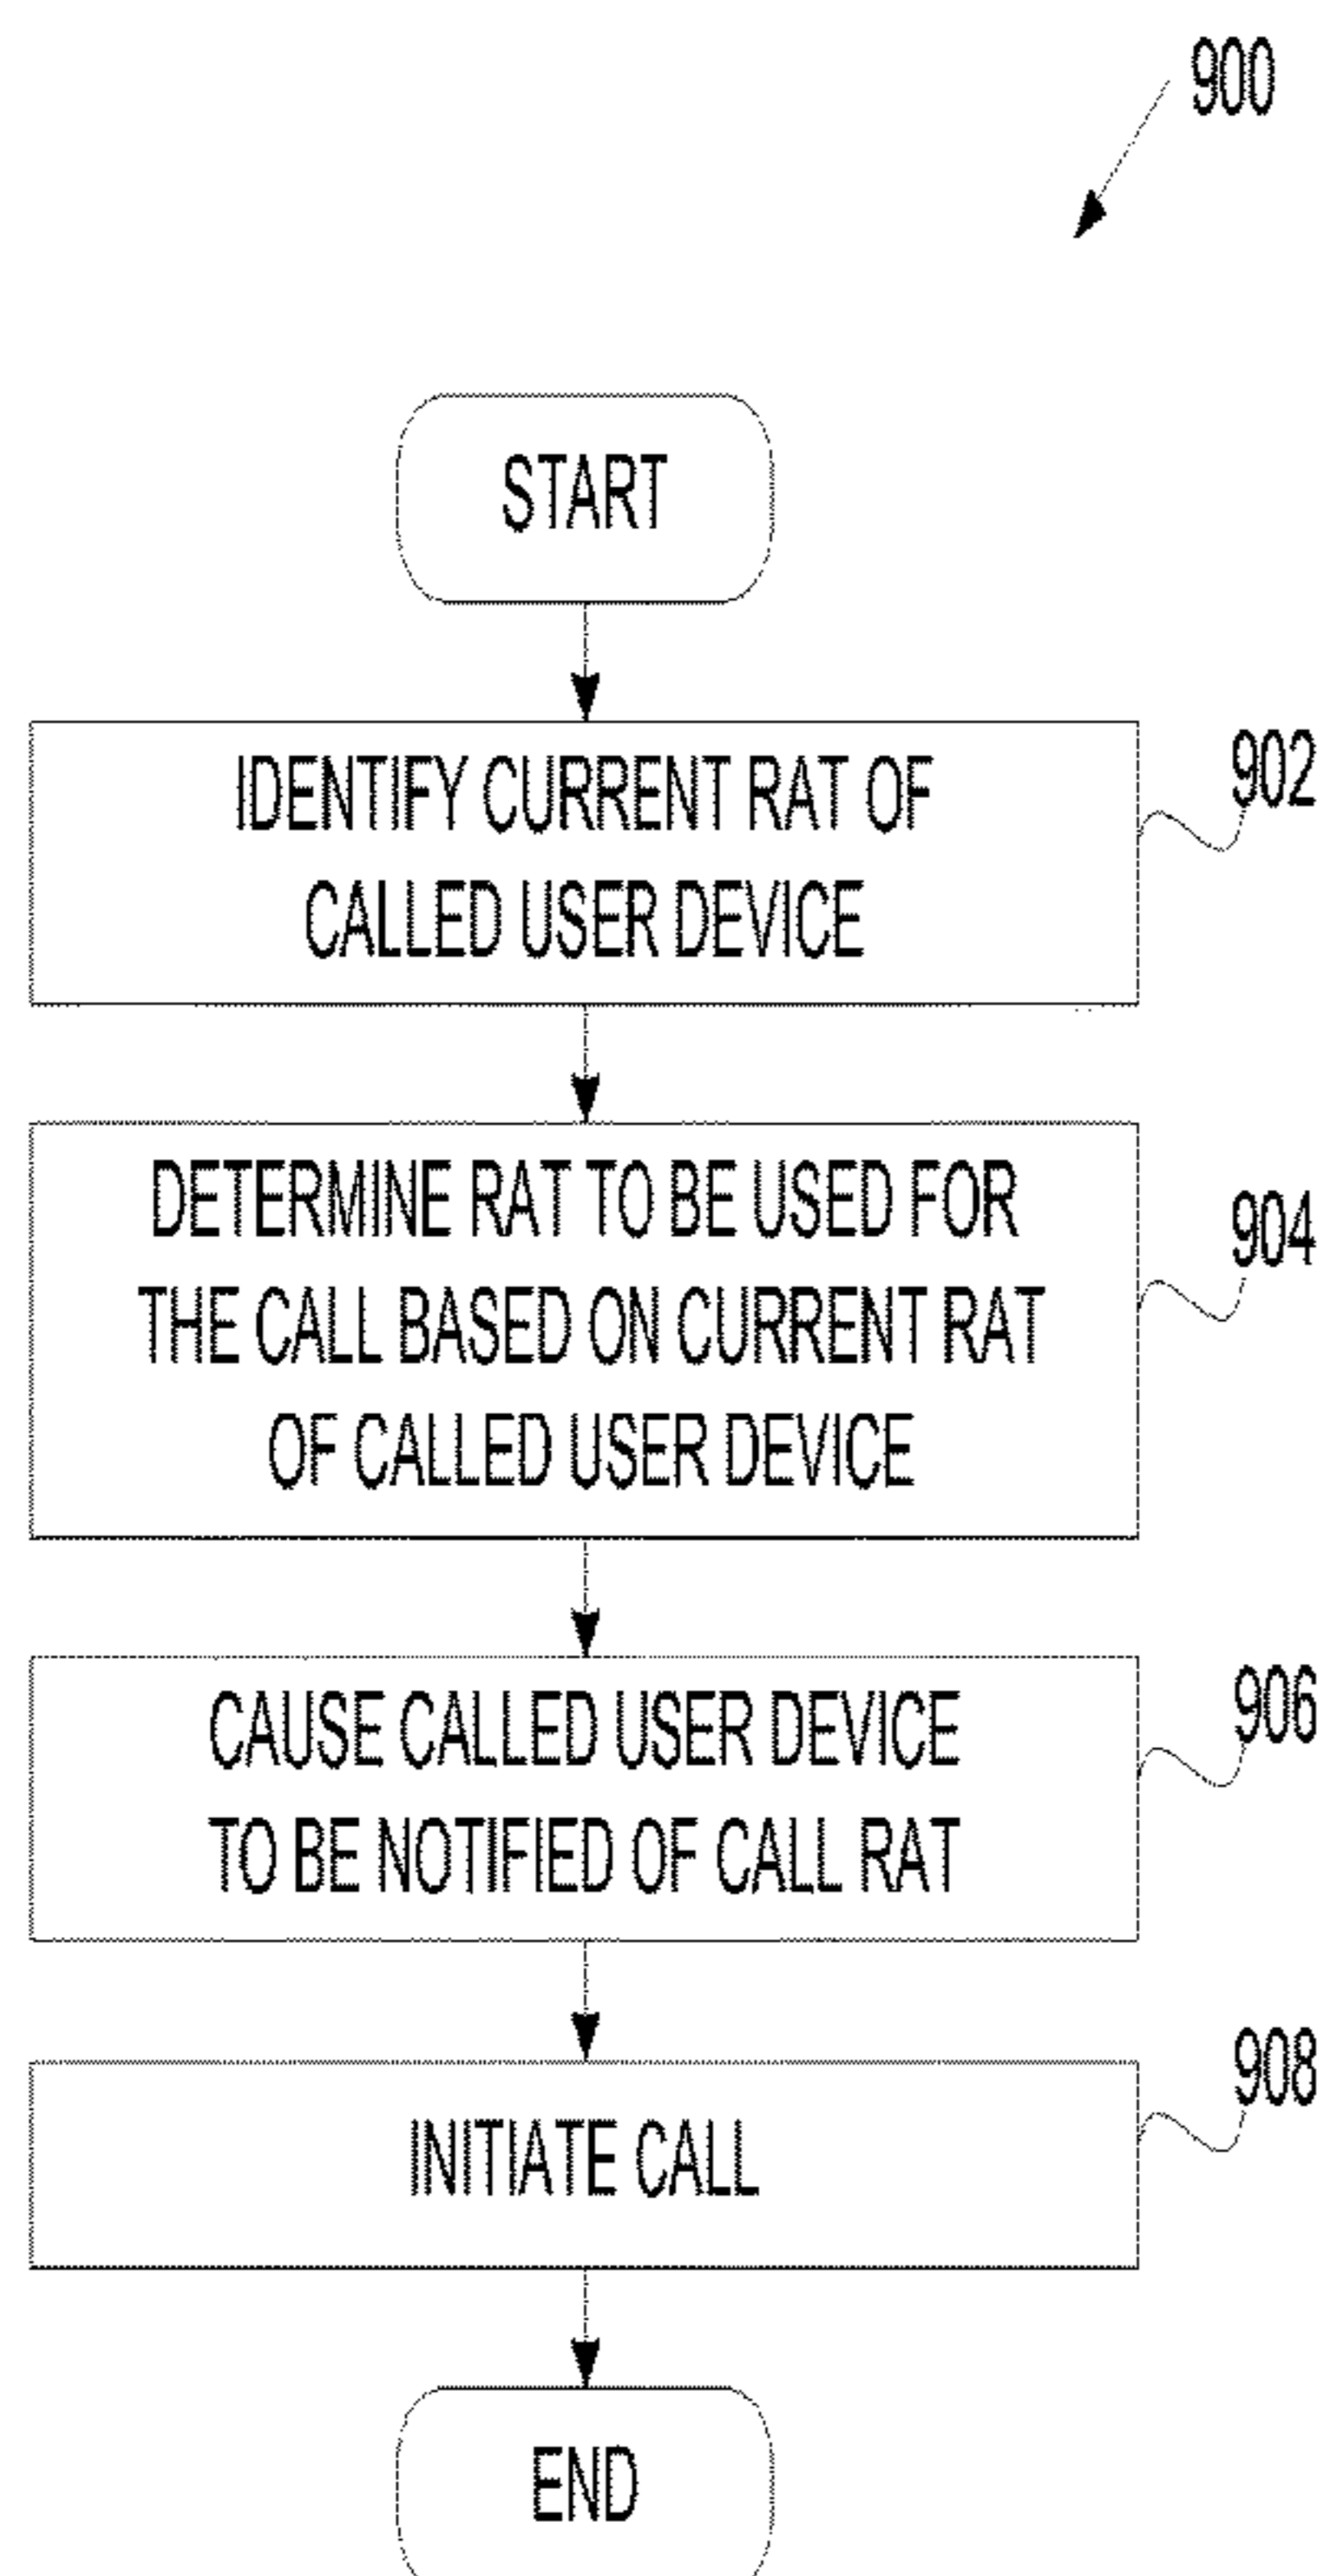 900
START
IDENTIFY CURRENT RAT OF
CALLED USER DEVICE
902
DETERMINE RAT TO BE USED FOR
THE CALL BASED ON CURRENT RAT
OF CALLED USER DEVICE
904
CAUSE CALLED USER DEVICE
TO BE NOTIFIED OF CALL RAT
906
INITIATE CALL
908
END